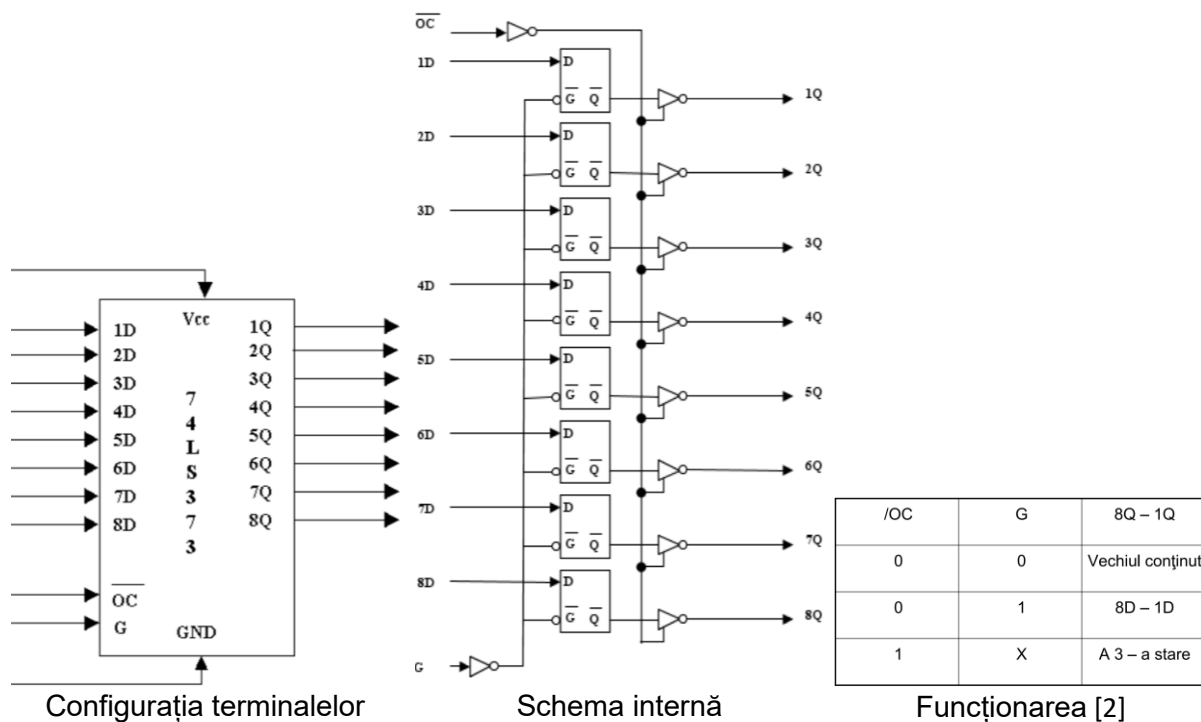 Vcc
1D 1Q
2D 2Q
3D 3Q
4D 4Q
5D 5Q
6D 6Q
7D 7Q
8D 8Q
7
4
L
S
3
7
3
OC
G
GND
Configurația terminalelor
OC
1D
D
G Q
1Q
2D
D
G Q
2Q
3D
D
G Q
3Q
4D
D
G Q
4Q
5D
D
G Q
5Q
6D
D
G Q
6Q
7D
D
G Q
7Q
8D
D
G Q
8Q
G
Schema internă
/OC G 8Q – 1Q
0 0 Vechiul conţinut
0 1 8D – 1D
1 X A 3 – a stare
Funcționarea [2]